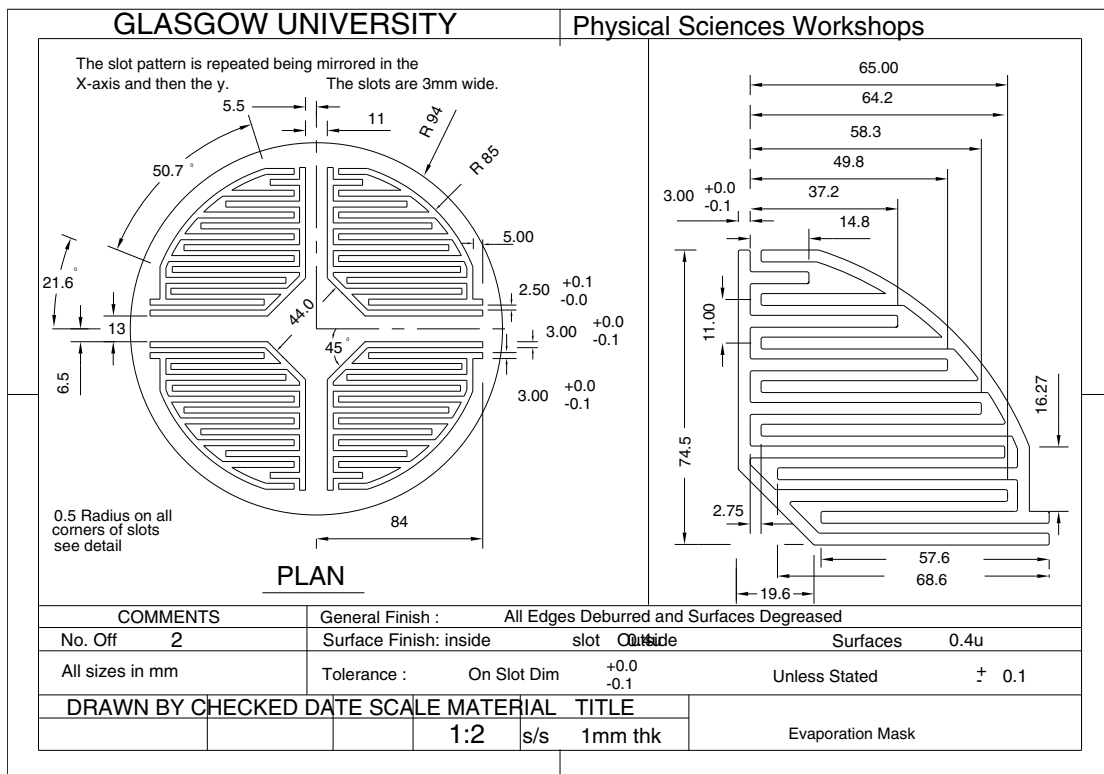 GLASGOW UNIVERSITY
Physical Sciences Workshops
The slot pattern is repeated being mirrored in the
X-axis and then the y.
The slots are 3mm wide.
5.5
11
R 94
R 85
50.7°
21.6°
5.00
2.50 +0.1
-0.0
44.0
13
45°
3.00 +0.0
-0.1
6.5
3.00 +0.0
-0.1
0.5 Radius on all
corners of slots
see detail
84
PLAN
65.00
64.2
58.3
49.8
37.2
3.00 +0.0
-0.1
14.8
11.00
16.27
74.5
2.75
57.6
68.6
19.6
COMMENTS
General Finish : All Edges Deburred and Surfaces Degreased
No. Off 2
Surface Finish: inside slot Outside Surfaces 0.4u
All sizes in mm
Tolerance : On Slot Dim +0.0
-0.1
Unless Stated ± 0.1
DRAWN BY CHECKED DATE SCALE MATERIAL TITLE
1:2 s/s 1mm thk
Evaporation Mask